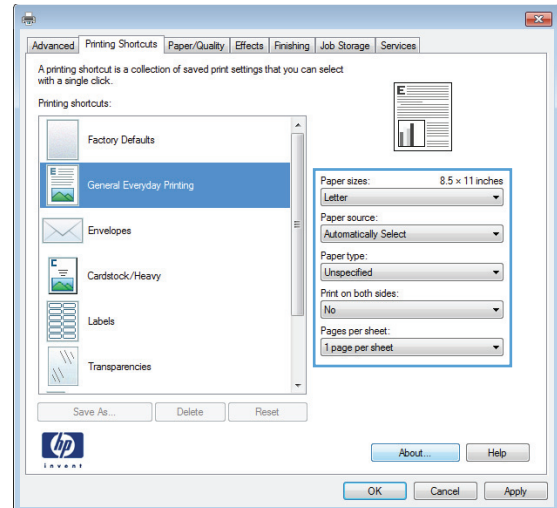 Advanced Printing Shortcuts Paper/Quality Effects Finishing Job Storage Services
A printing shortcut is a collection of saved print settings that you can select
with a single click.
Printing shortcuts:
Factory Defaults
General Everyday Printing
Envelopes
Cardstock/Heavy
Labels
Transparencies
Save As... Delete Reset
E
Paper sizes: 8.5 × 11 inches
Letter
Paper source:
Automatically Select
Paper type:
Unspecified
Print on both sides:
No
Pages per sheet:
1 page per sheet
hp
invent
About... Help
OK Cancel Apply